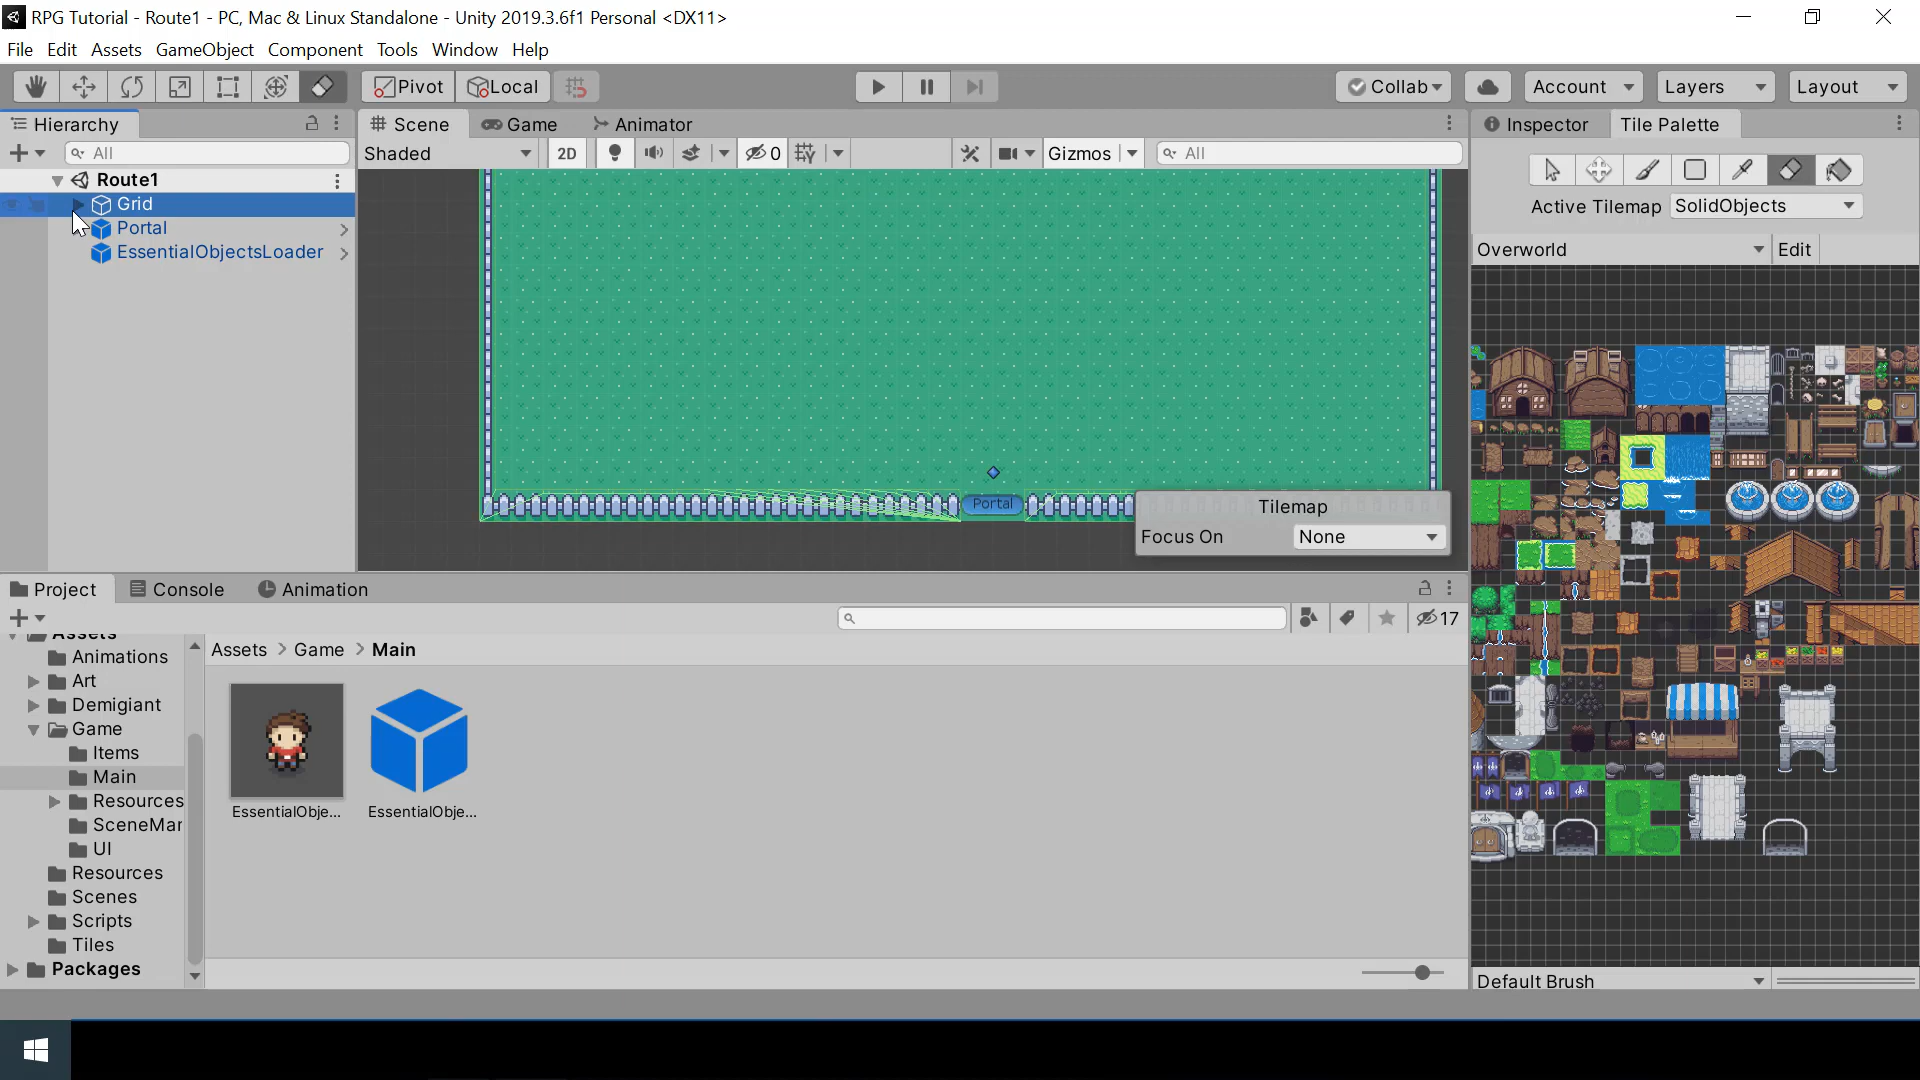 RPG Tutorial - Route1 - PC, Mac & Linux Standalone - Unity 2019.3.6f1 Personal <DX11>
File Edit Assets GameObject Component Tools Window Help
Pivot Local Collab Account Layers Layout
Hierarchy Scene Game Animator Inspector Tile Palette
All Shaded 2D 0 Gizmos All
Route1
Grid
Portal
EssentialObjectsLoader
Active Tilemap SolidObjects
Overworld Edit
Portal
Tilemap
Focus On None
Project Console Animation
17
Assets
Assets > Game > Main
Animations
Art
Demigiant
Game
Items
Main
Resources
SceneMar
UI
Resources
Scenes
Scripts
Tiles
Packages
EssentialObje... EssentialObje...
Default Brush